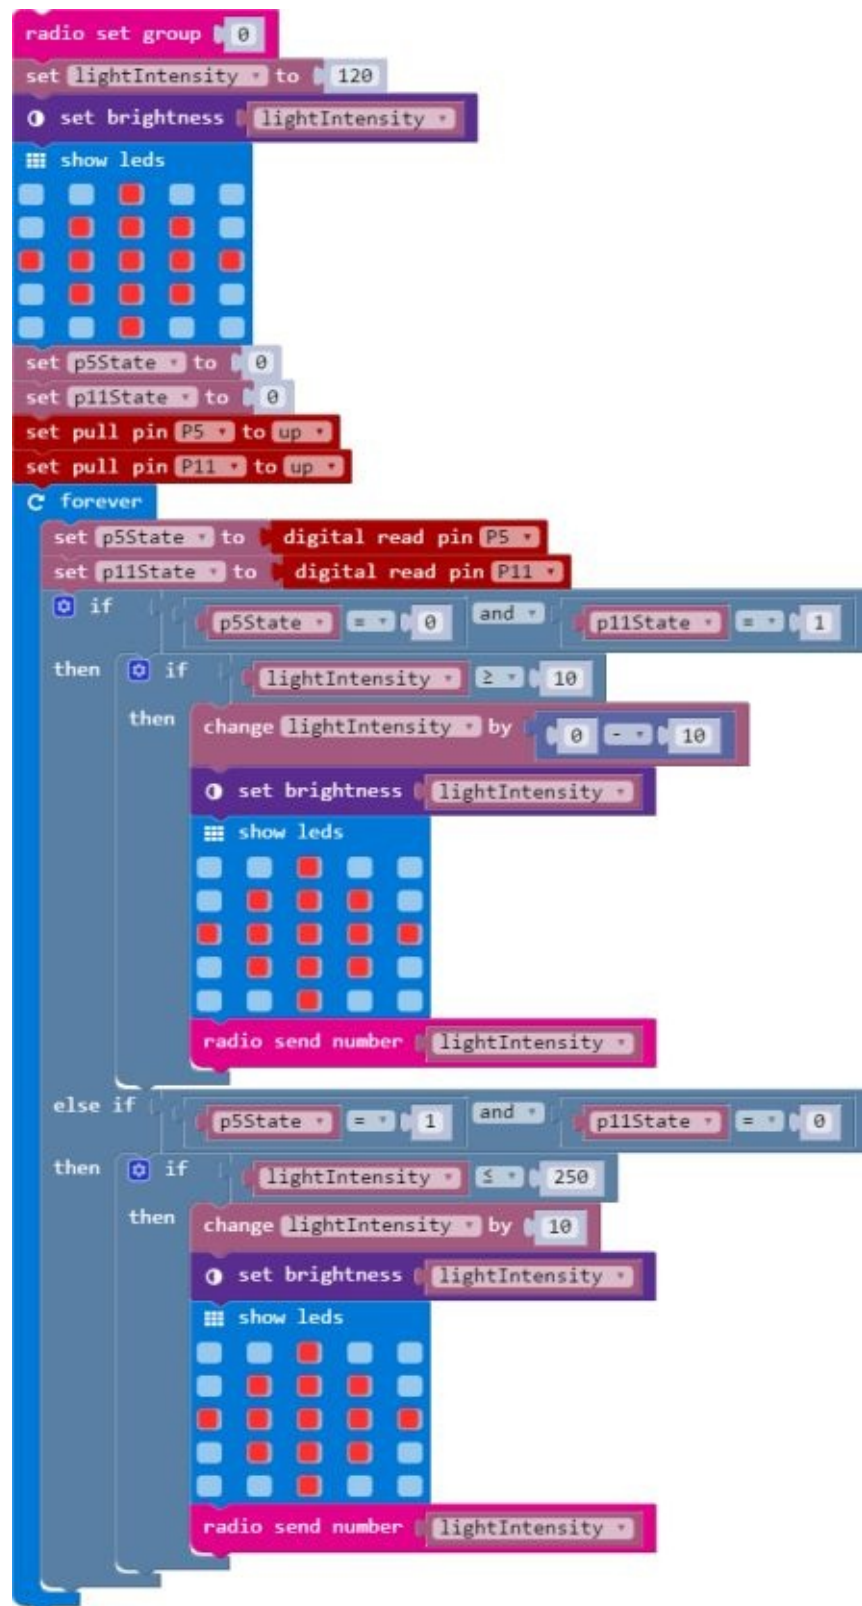 radio set group 0
set lightIntensity to 120
set brightness lightIntensity
show leds
set p5State to 0
set p11State to 0
set pull pin P5 to up
set pull pin P11 to up
forever
set p5State to digital read pin P5
set p11State to digital read pin P11
if p5State = 0 and p11State = 1
then if lightIntensity ≥ 10
then change lightIntensity by 0 - 10
set brightness lightIntensity
show leds
radio send number lightIntensity
else if p5State = 1 and p11State = 0
then if lightIntensity ≤ 250
then change lightIntensity by 10
set brightness lightIntensity
show leds
radio send number lightIntensity